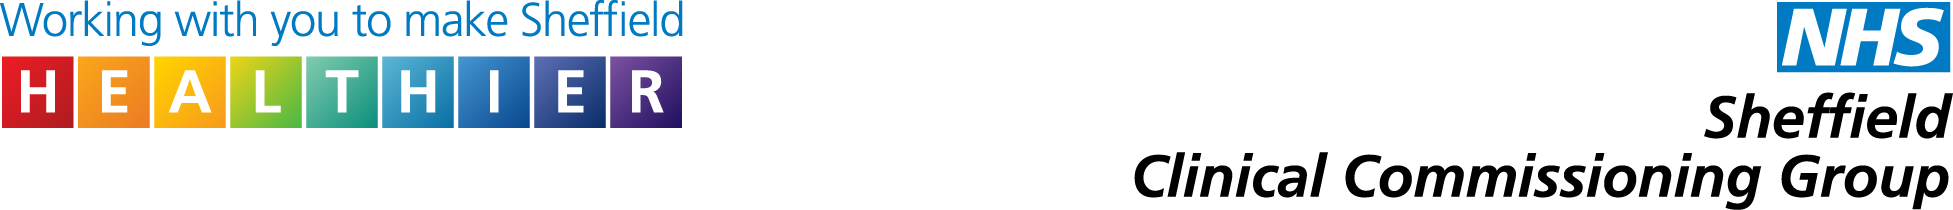 Working with you to make Sheffield
HEALTHIER
NHS
Sheffield
Clinical Commissioning Group